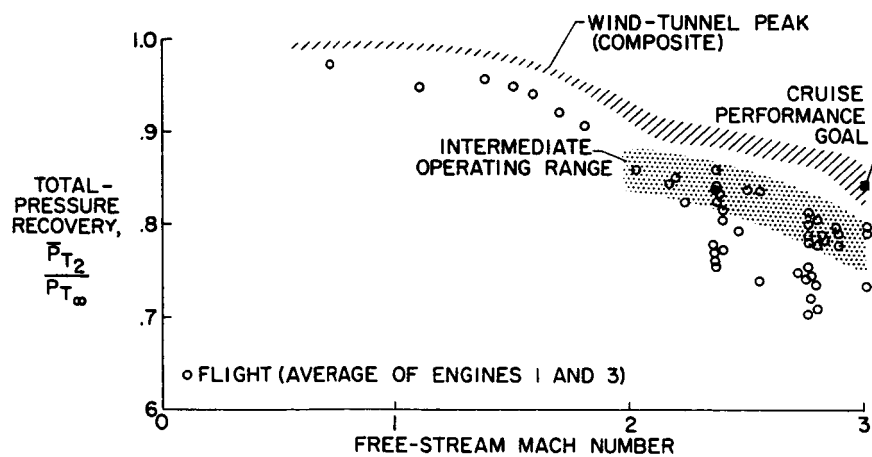 WIND-TUNNEL PEAK
(COMPOSITE)
CRUISE
PERFORMANCE
GOAL
INTERMEDIATE
OPERATING RANGE
TOTAL-
PRESSURE
RECOVERY,
P̅T2
PT∞
1.0
.9
.8
.7
.6
FLIGHT (AVERAGE OF ENGINES 1 AND 3)
0
1
2
3
FREE-STREAM MACH NUMBER